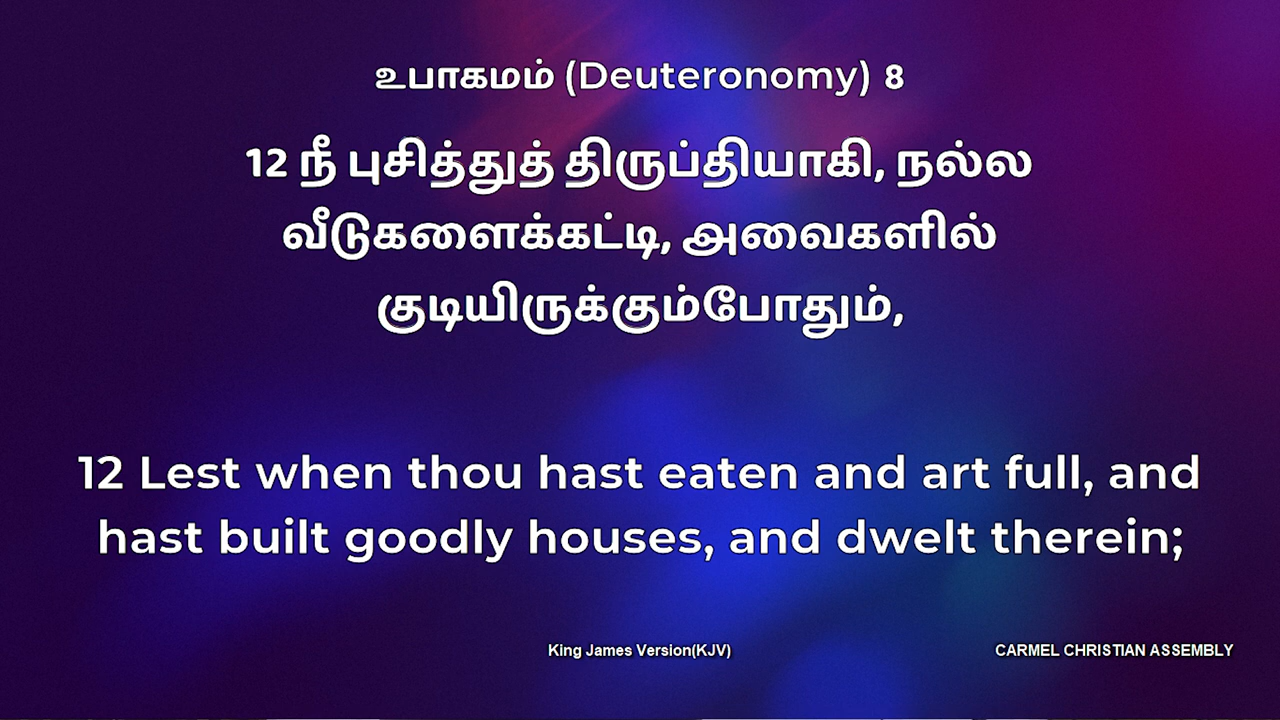 உபாகமம் (Deuteronomy) 8
12 நீ புசித்துத் திருப்தியாகி, நல்ல
வீடுகளைக்கட்டி, அவைகளில்
குடியிருக்கும்போதும்,
12 Lest when thou hast eaten and art full, and
hast built goodly houses, and dwelt therein;
King James Version(KJV)
CARMEL CHRISTIAN ASSEMBLY